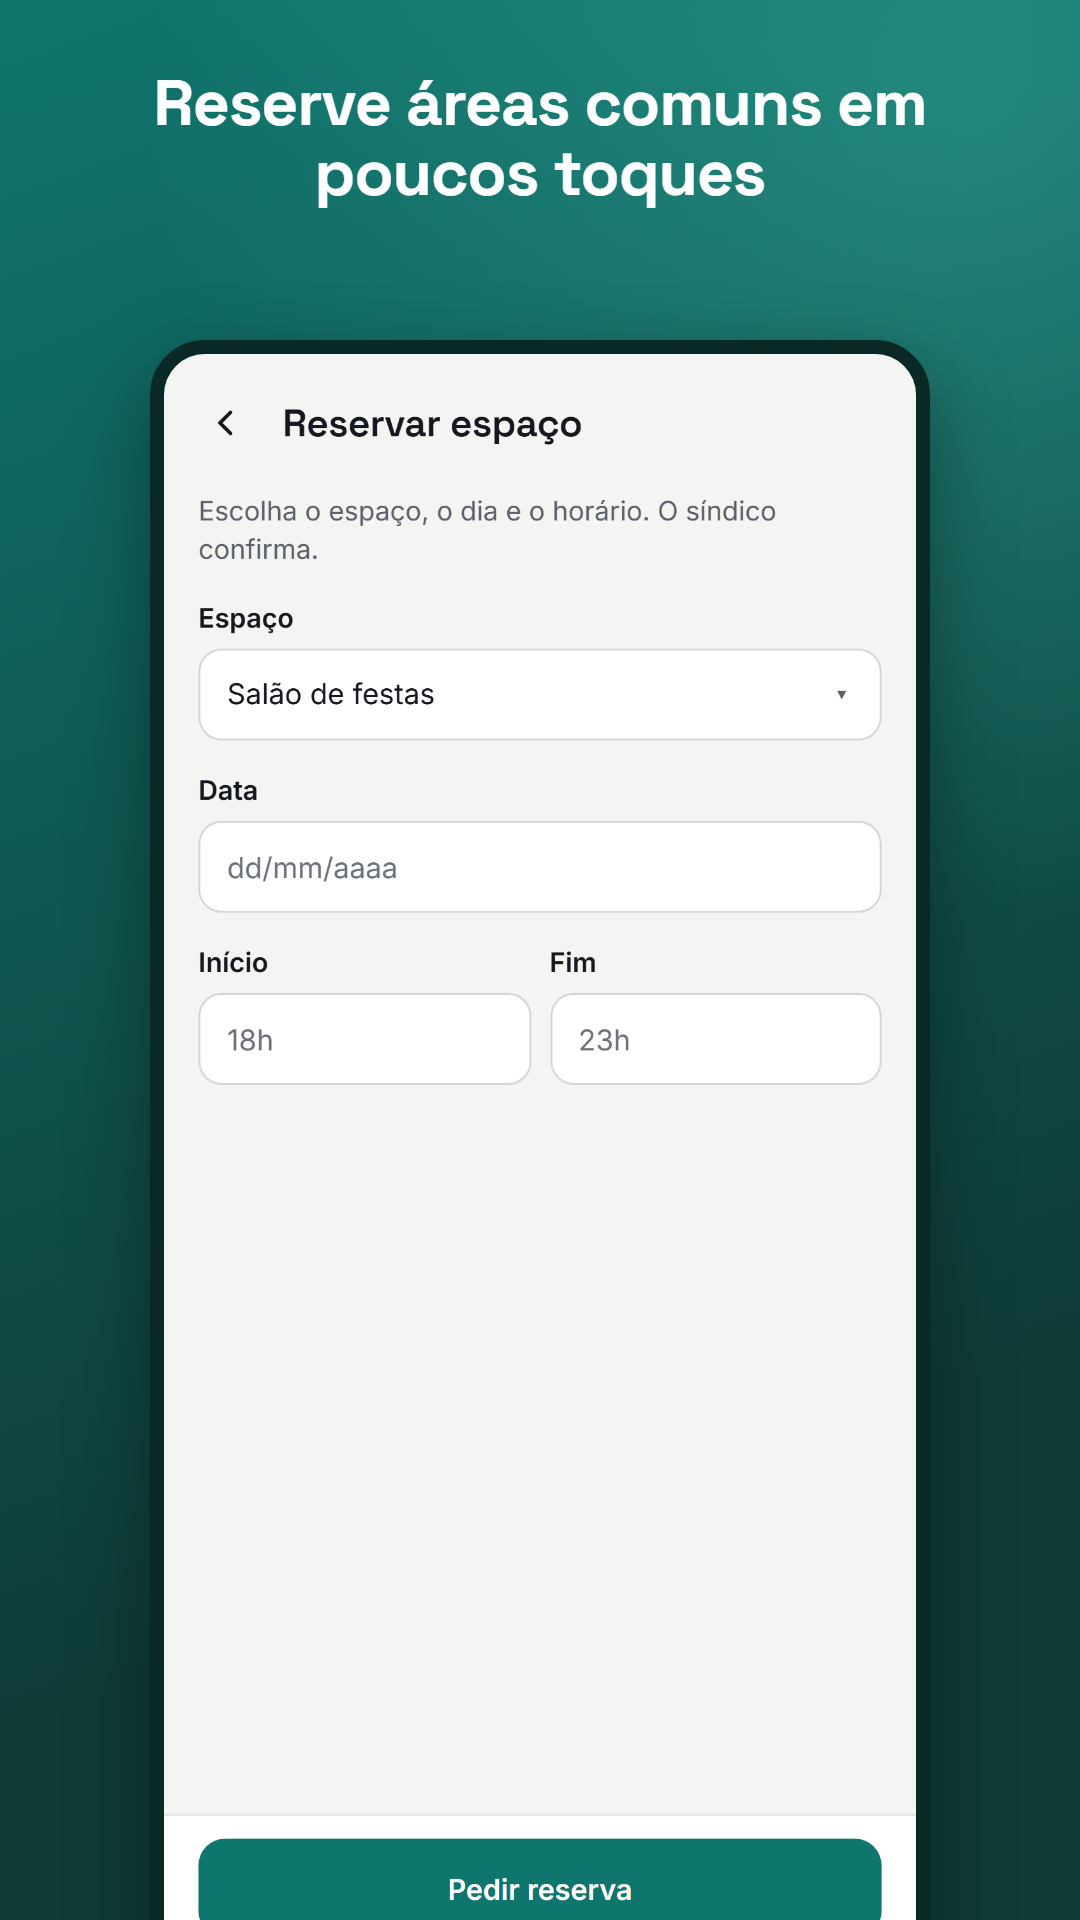 Reserve áreas comuns em
poucos toques
Reservar espaço
Escolha o espaço, o dia e o horário. O síndico
confirma.
Espaço
Salão de festas
Data
dd/mm/aaaa
Início
Fim
18h
23h
Pedir reserva